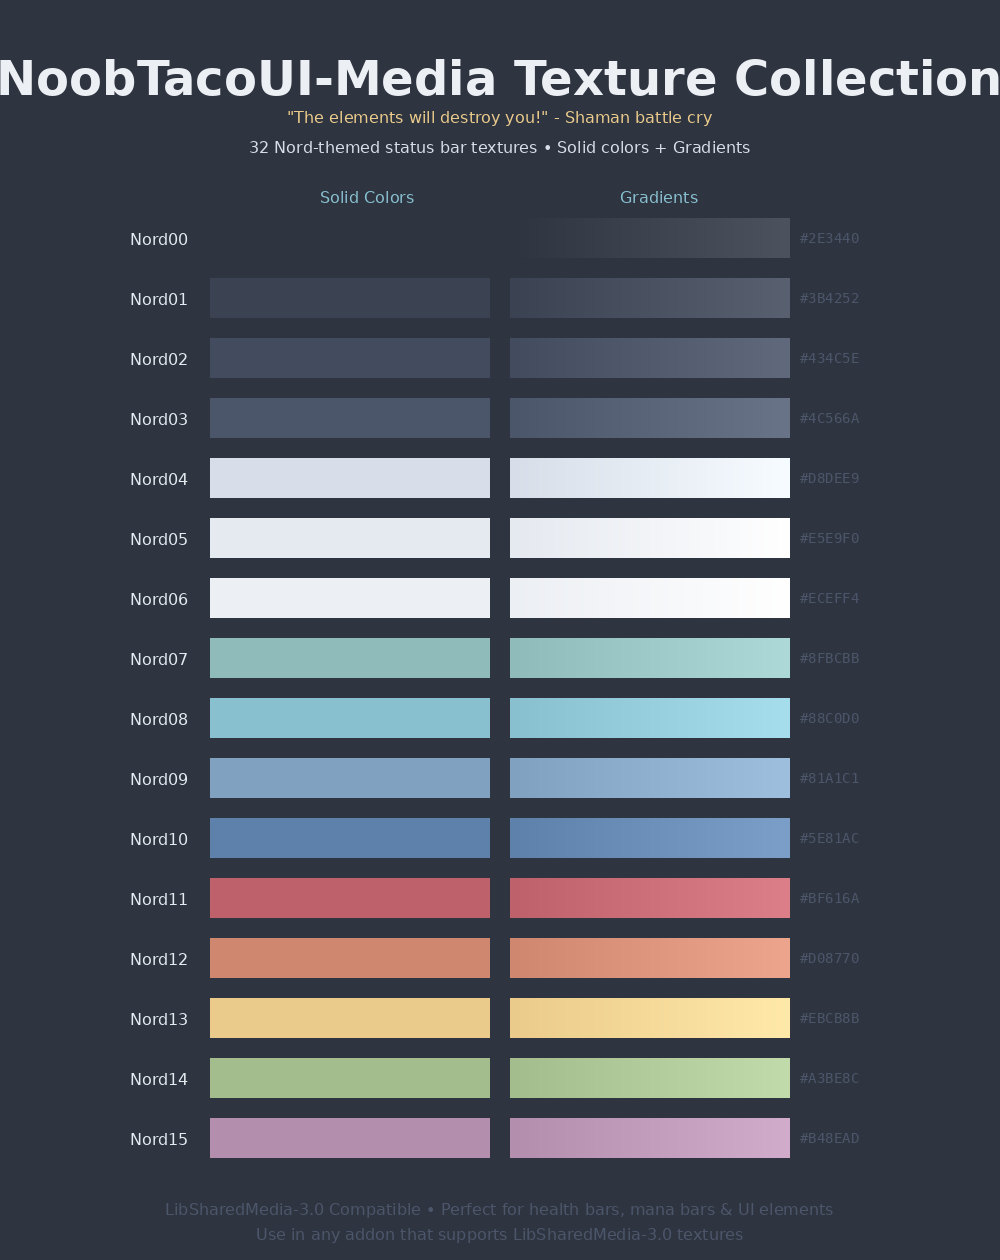 NoobTacoUI-Media Texture Collection
"The elements will destroy you!" - Shaman battle cry
32 Nord-themed status bar textures • Solid colors + Gradients
Solid Colors Gradients
Nord00 #2E3440
Nord01 #3B4252
Nord02 #434C5E
Nord03 #4C566A
Nord04 #D8DEE9
Nord05 #E5E9F0
Nord06 #ECEFF4
Nord07 #8FBCBB
Nord08 #88C0D0
Nord09 #81A1C1
Nord10 #5E81AC
Nord11 #BF616A
Nord12 #D08770
Nord13 #EBCB8B
Nord14 #A3BE8C
Nord15 #B48EAD
LibSharedMedia-3.0 Compatible • Perfect for health bars, mana bars & UI elements
Use in any addon that supports LibSharedMedia-3.0 textures